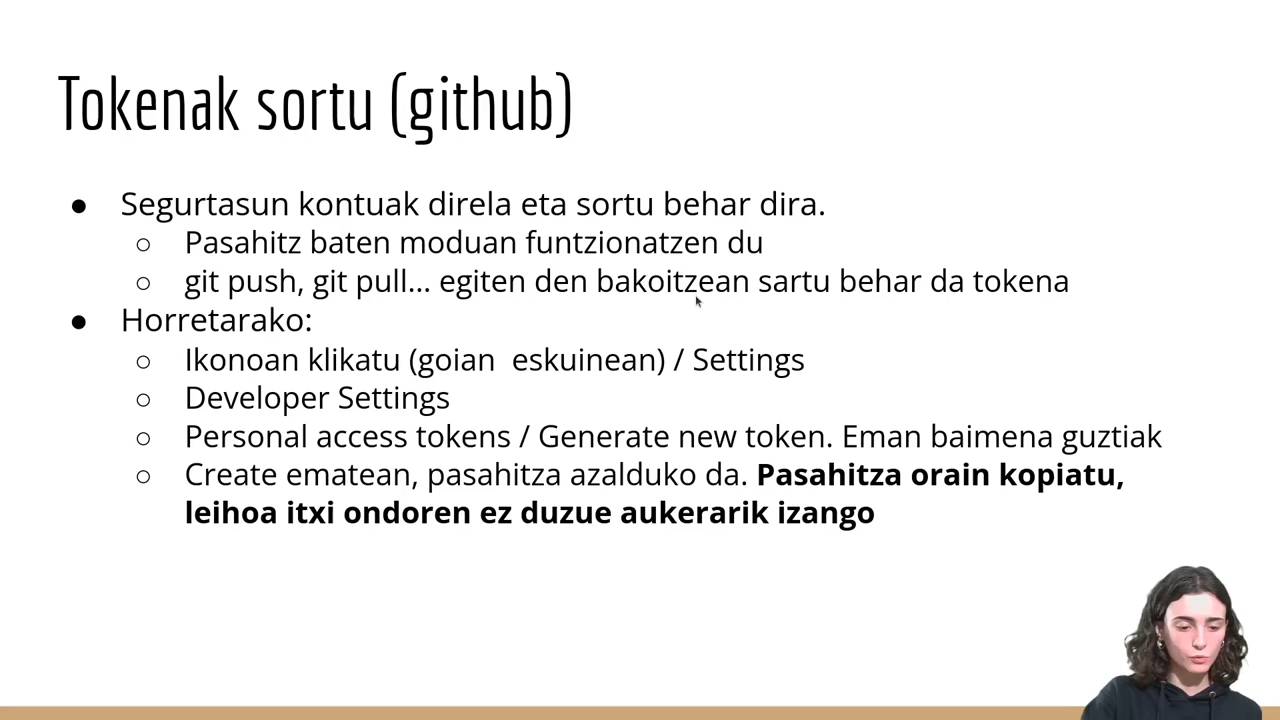 Tokenak sortu (github)
● Segurtasun kontuak direla eta sortu behar dira.
○ Pasahitz baten moduan funtzionatzen du
○ git push, git pull... egiten den bakoitzean sartu behar da tokena
● Horretarako:
○ Ikonoan klikatu (goian  eskuinean) / Settings
○ Developer Settings
○ Personal access tokens / Generate new token. Eman baimena guztiak
○ Create ematean, pasahitza azalduko da. Pasahitza orain kopiatu,
leihoa itxi ondoren ez duzue aukerarik izango